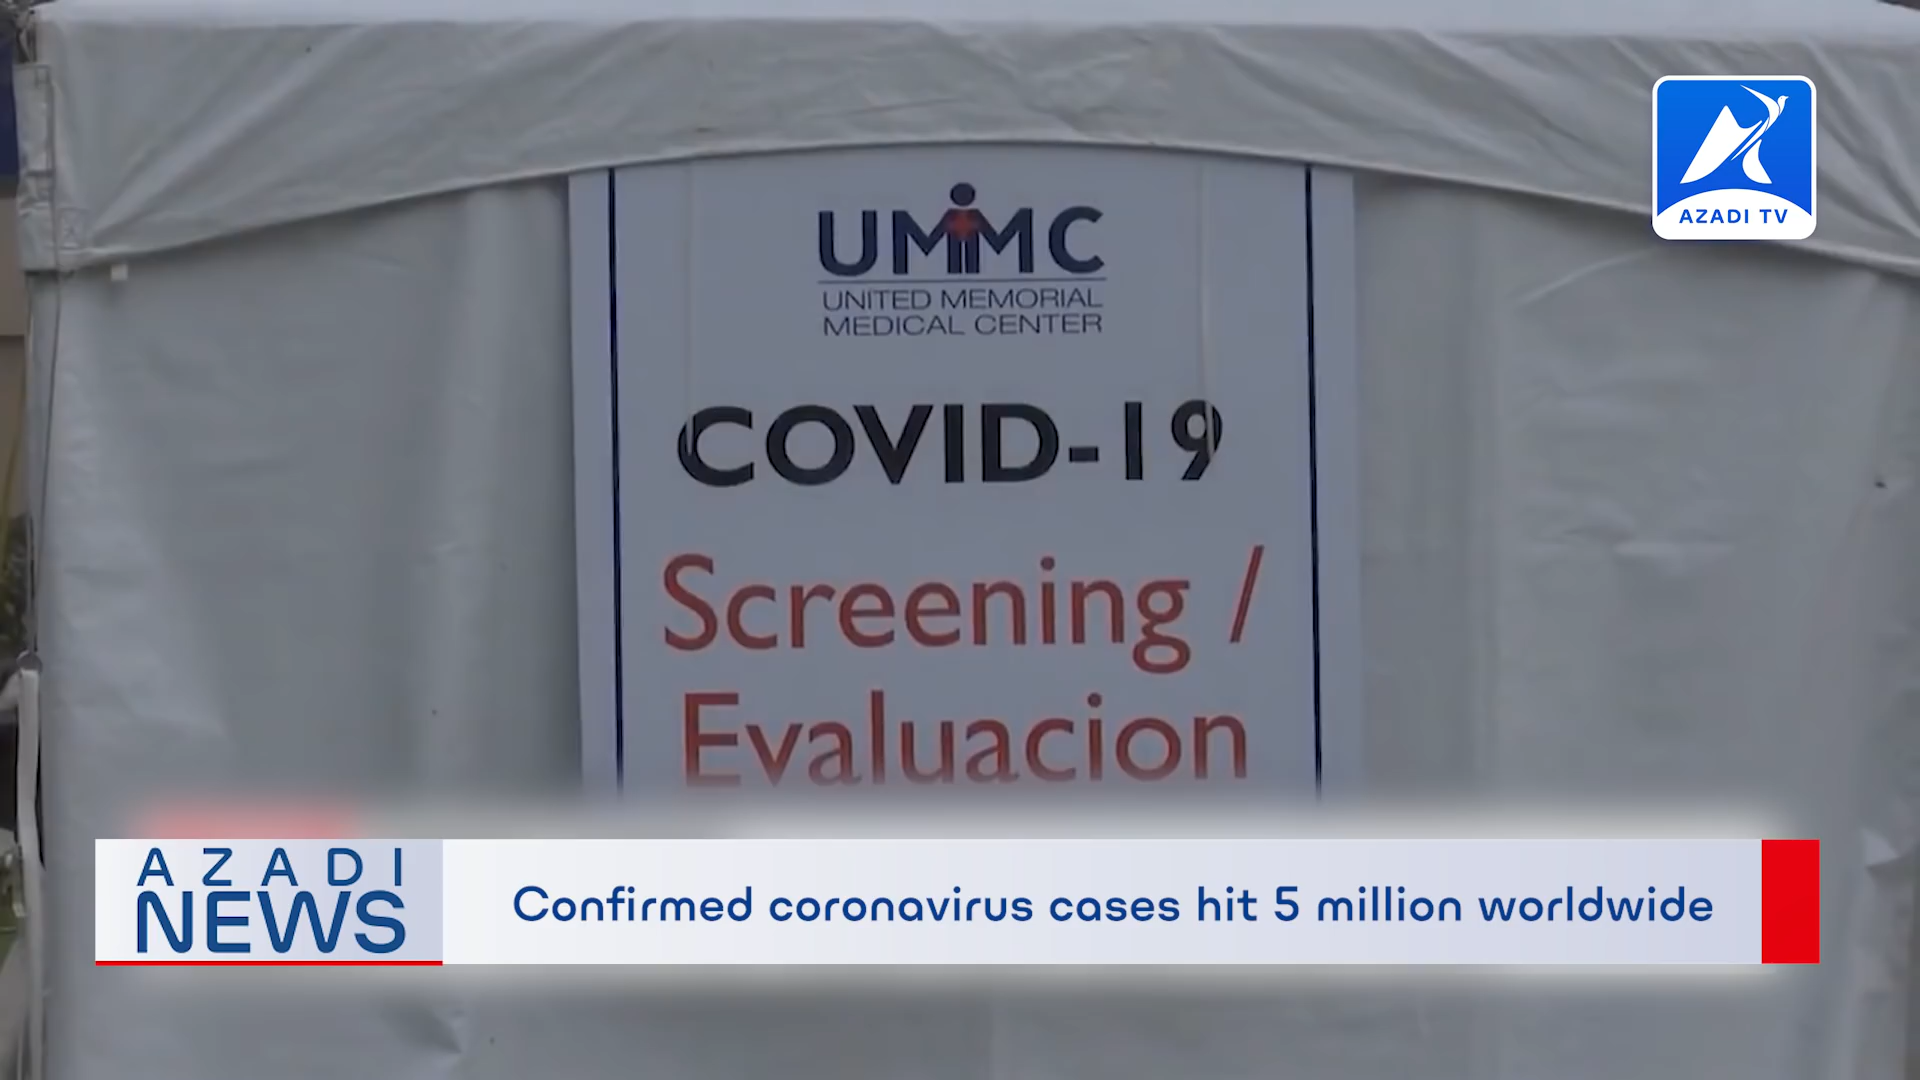 AZADI TV
UMMC
UNITED MEMORIAL
MEDICAL CENTER
COVID-19
Screening /
Evaluacion
AZADI
NEWS
Confirmed coronavirus cases hit 5 million worldwide